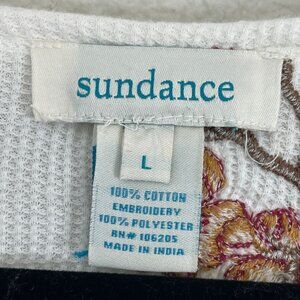 sundance
L
100% COTTON
EMBROIDERY
100% POLYESTER
RN# 106205
MADE IN INDIA